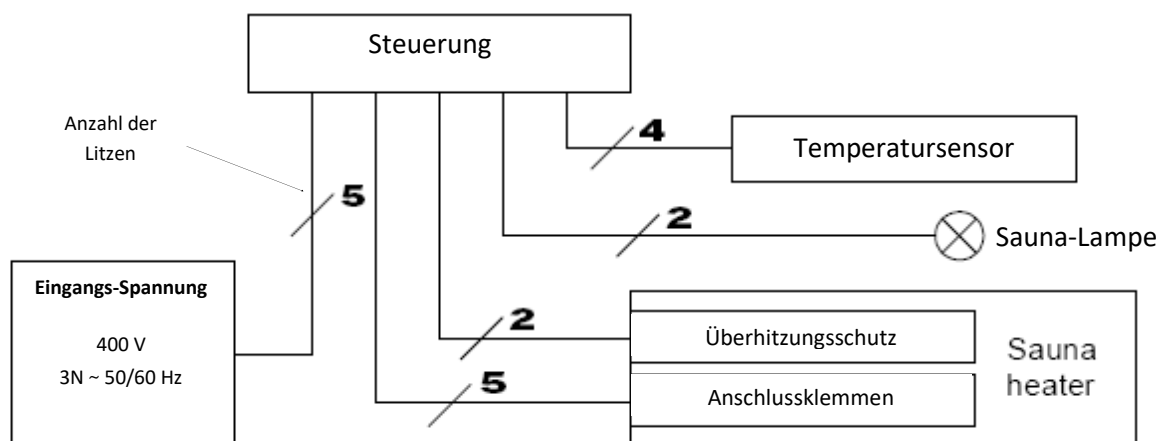 Steuerung
Anzahl der
Litzen
4
Temperatursensor
5
2
Sauna-Lampe
Eingangs-Spannung
400 V
3N ~ 50/60 Hz
2
Überhitzungsschutz
5
Anschlussklemmen
Sauna
heater